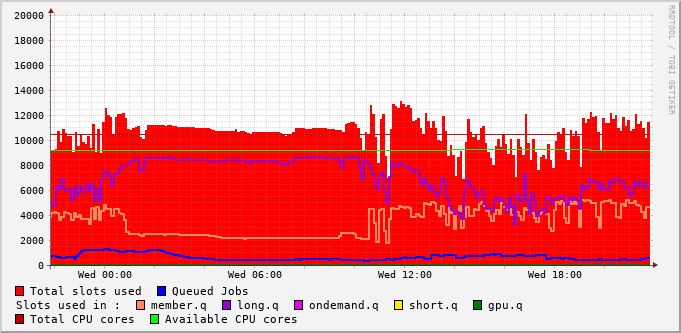 20000
18000
16000
14000
12000
10000
8000
6000
4000
2000
0
Wed 00:00 Wed 06:00 Wed 12:00 Wed 18:00
RRDTOOL / TOBI OETIKER
Total slots used Queued Jobs
Slots used in : member.q long.q ondemand.q short.q gpu.q
Total CPU cores Available CPU cores